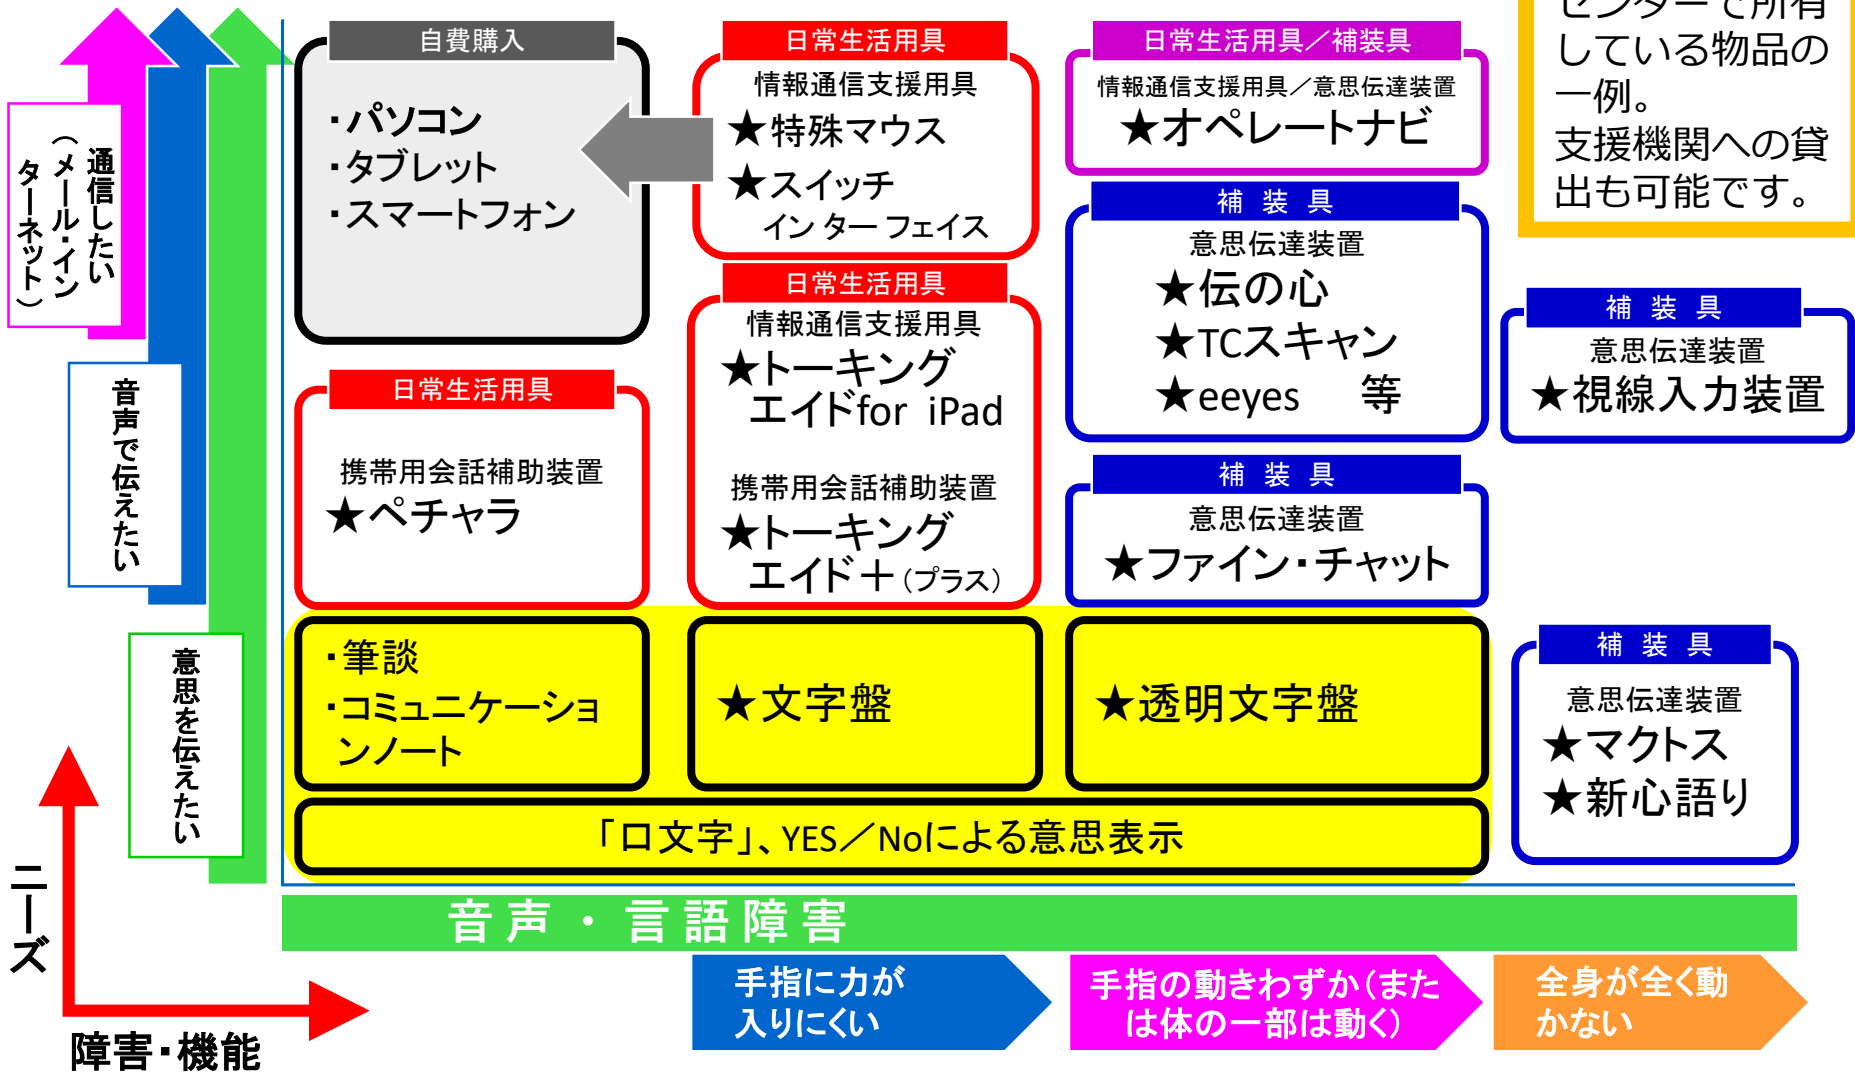 自費購入
・パソコン
・タブレット
・スマートフォン
日常生活用具
情報通信支援用具
★特殊マウス
★スイッチ
インターフェイス
日常生活用具／補装具
情報通信支援用具／意思伝達装置
★オペレートナビ
している物品の
一例。
支援機関への貸
出も可能です。
通信したい
（メール・イン
ターネット）
補装具
意思伝達装置
★伝の心
★TCスキャン
★eeyes 等
日常生活用具
情報通信支援用具
★トーキング
エイドfor iPad
携帯用会話補助装置
★トーキング
エイド＋（プラス）
補装具
意思伝達装置
★視線入力装置
音声で伝えたい
日常生活用具
携帯用会話補助装置
★ペチャラ
補装具
意思伝達装置
★ファイン・チャット
意思を伝えたい
・筆談
・コミュニケーショ
ンノート
★文字盤
★透明文字盤
補装具
意思伝達装置
★マクトス
★新心語り
「口文字」、YES／Noによる意思表示
ニーズ
音声・言語障害
手指に力が
入りにくい
手指の動きわずか（また
は体の一部は動く）
全身が全く動
かない
障害・機能